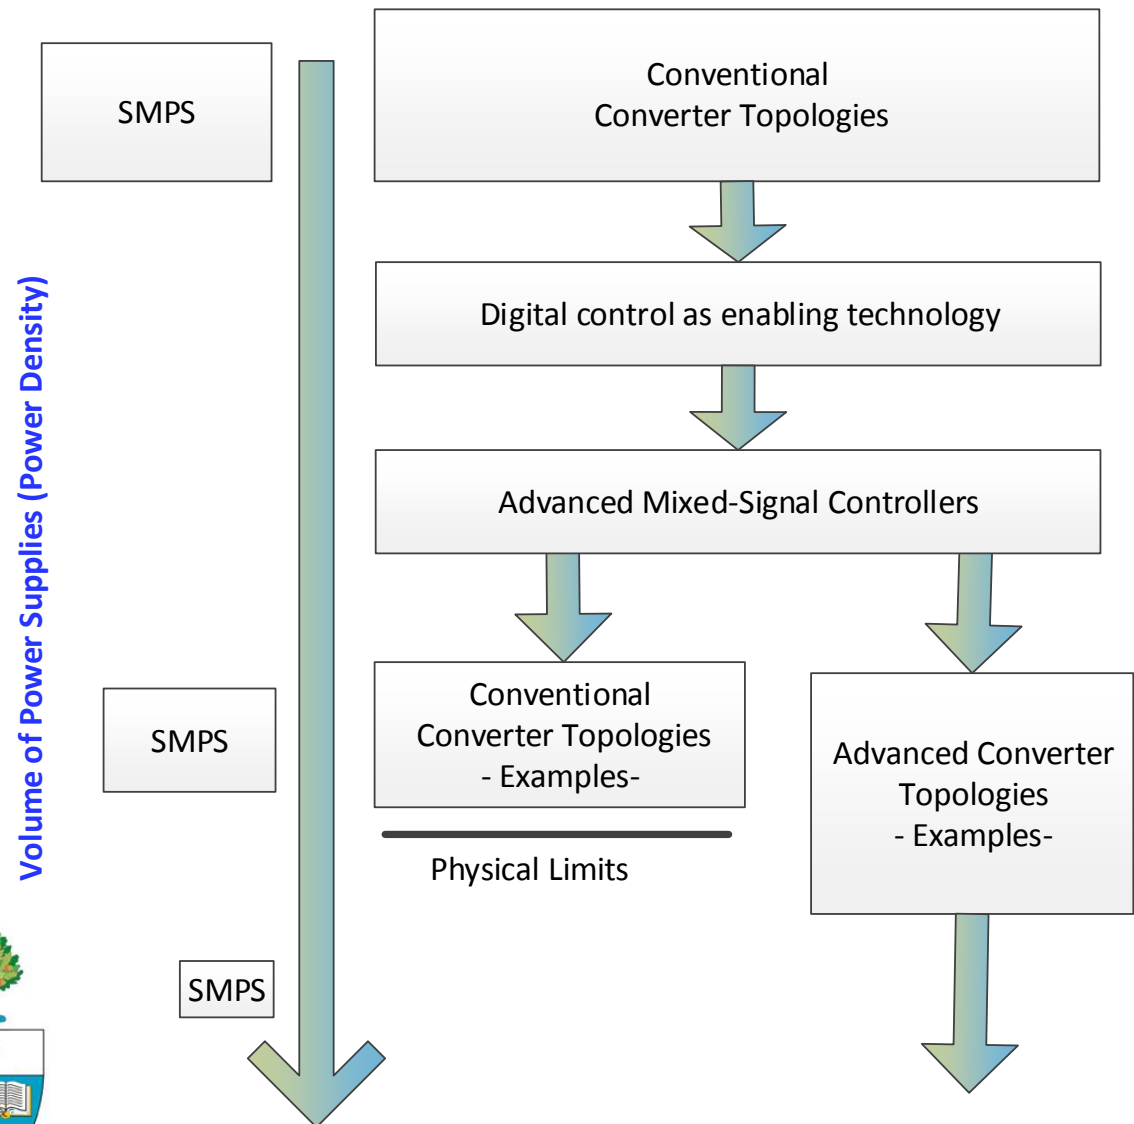 SMPS
Conventional
Converter Topologies
Digital control as enabling technology
Advanced Mixed-Signal Controllers
Volume of Power Supplies (Power Density)
SMPS
Conventional
Converter Topologies
- Examples-
Physical Limits
Advanced Converter
Topologies
- Examples-
SMPS